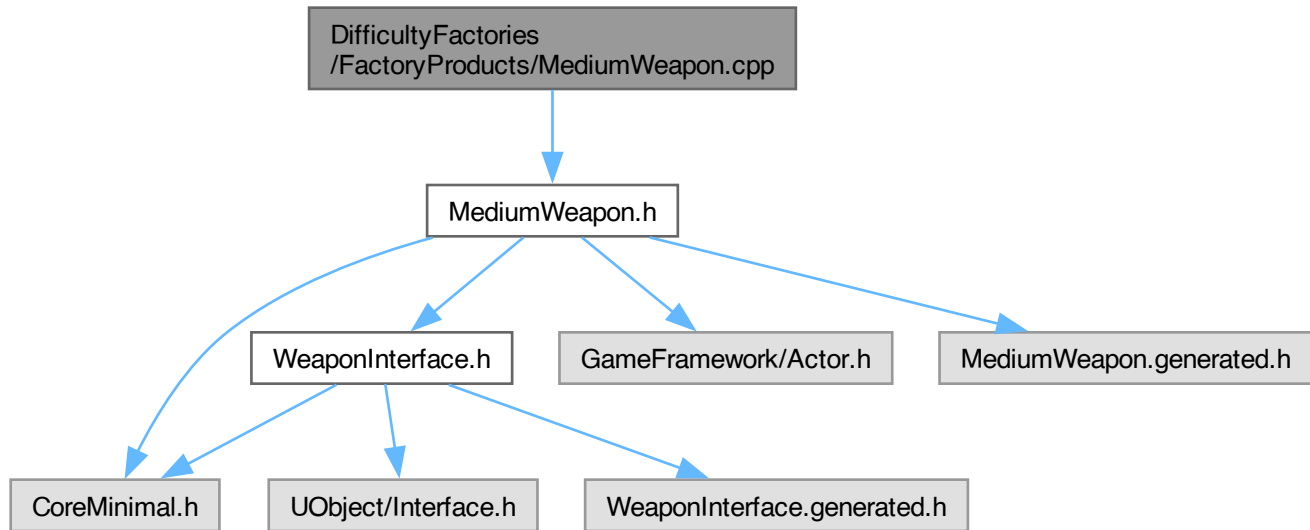 DifficultyFactories
/FactoryProducts/MediumWeapon.cpp
MediumWeapon.h
WeaponInterface.h
GameFramework/Actor.h
MediumWeapon.generated.h
CoreMinimal.h
UObject/Interface.h
WeaponInterface.generated.h